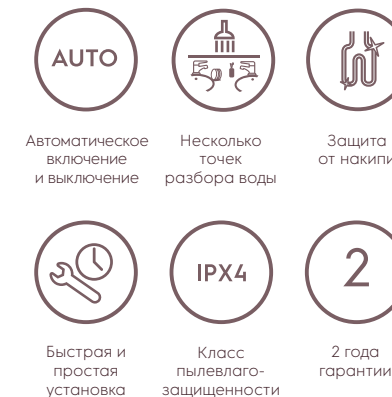 AUTO
Автоматическое
включение
и выключение
Несколько
точек
разбора воды
Защита
от накипи
IPX4
2
Быстрая и
простая
установка
Класс
пылевлаго-
защищенности
2 года
гарантии